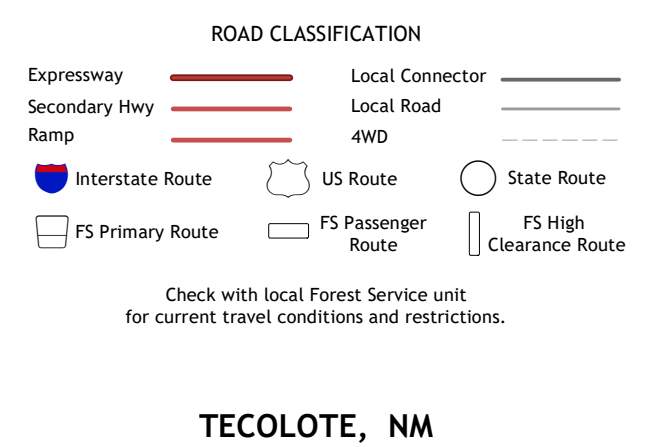 ROAD CLASSIFICATION
Expressway
Local Connector
Secondary Hwy
Local Road
Ramp
4WD
Interstate Route
US Route
State Route
FS Primary Route
FS Passenger
Route
FS High
Clearance Route
Check with local Forest Service unit
for current travel conditions and restrictions.
TECOLOTE, NM